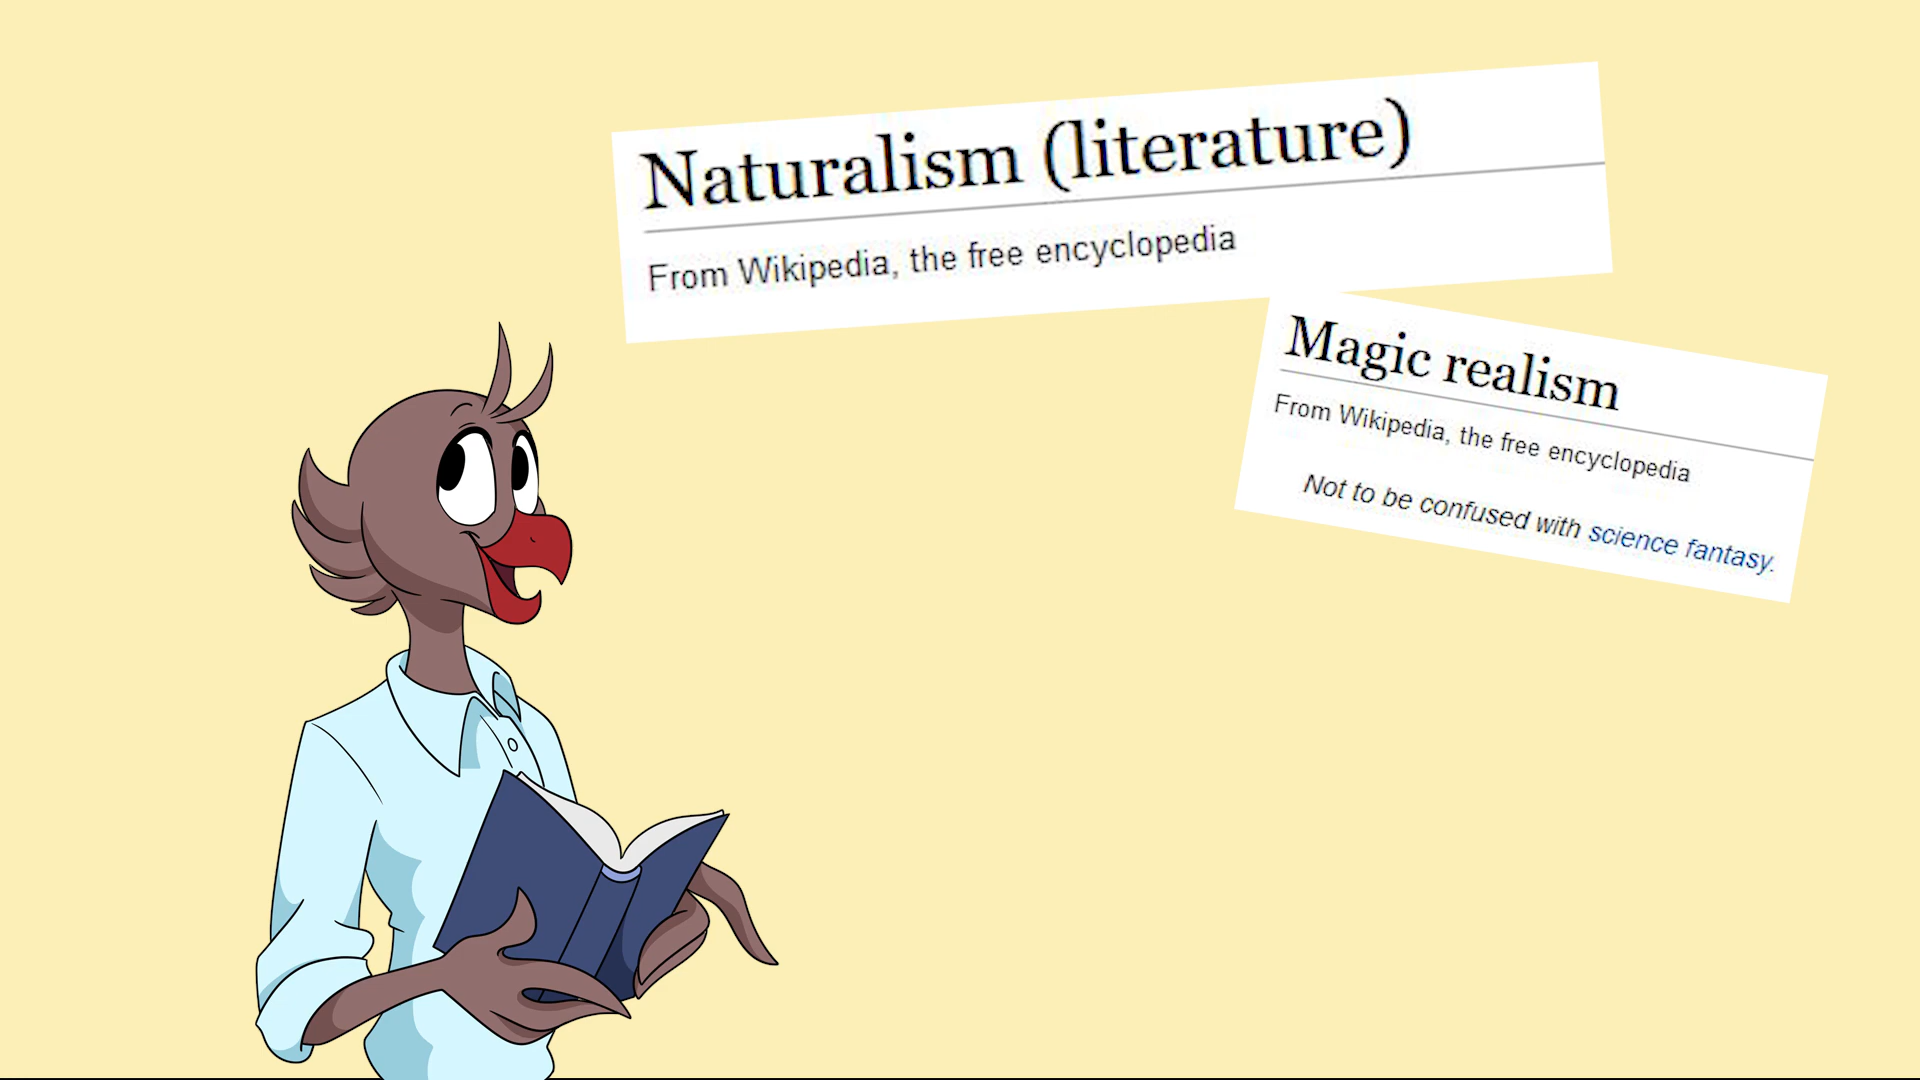 Naturalism (literature)
From Wikipedia, the free encyclopedia
Magic realism
From Wikipedia, the free encyclopedia
Not to be confused with science fantasy.